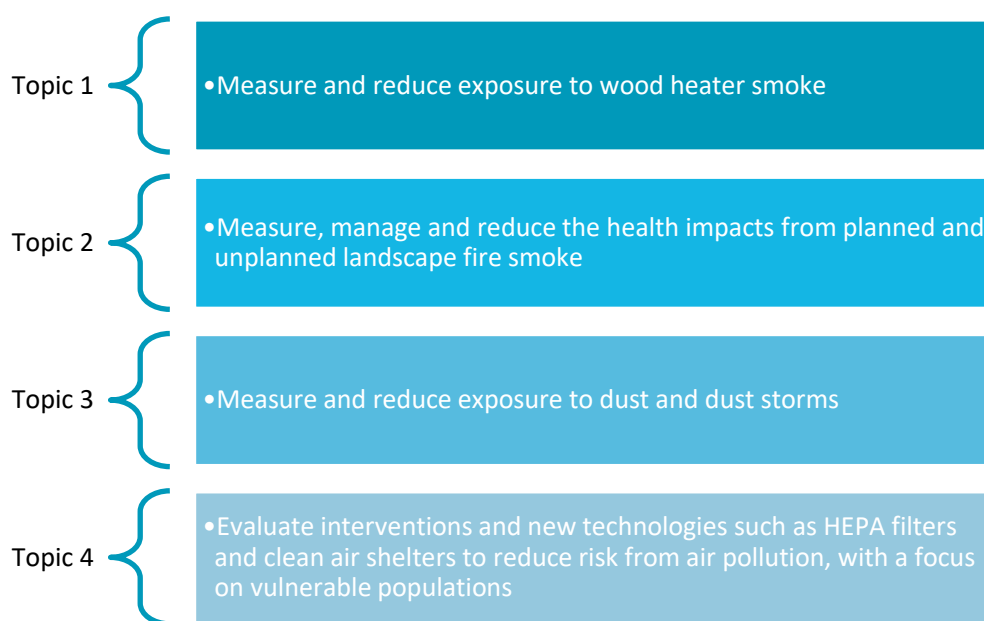 Topic 1
•Measure and reduce exposure to wood heater smoke
Topic 2
•Measure, manage and reduce the health impacts from planned and
unplanned landscape fire smoke
Topic 3
•Measure and reduce exposure to dust and dust storms
Topic 4
•Evaluate interventions and new technologies such as HEPA filters
and clean air shelters to reduce risk from air pollution, with a focus
on vulnerable populations